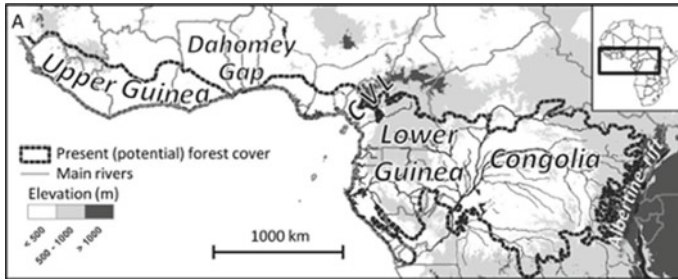 A
Dahomey
Gap
Upper Guinea
CVL
Lower
Guinea
Congolia
Albertine rift
Present (potential) forest cover
Main rivers
Elevation (m)
< 500
500 - 1000
> 1000
1000 km